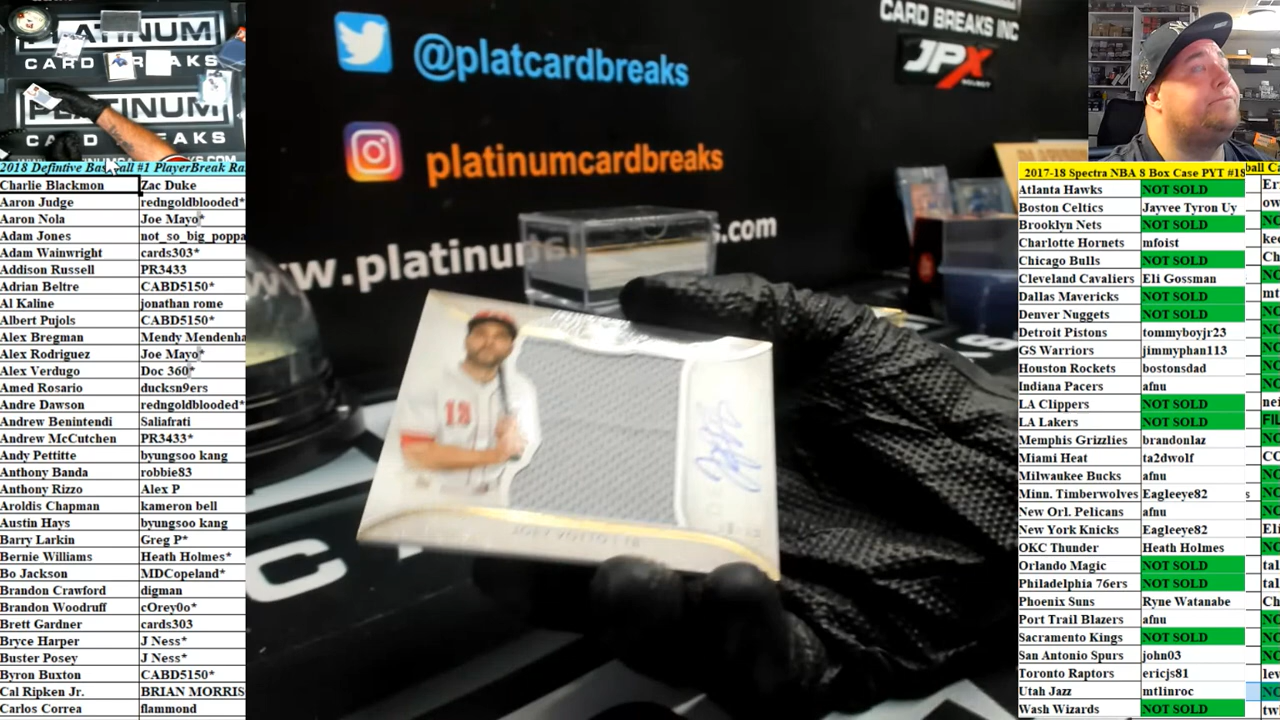 PLATINUM
CARD BREAKS
PLATINUM
CARD BREAKS
2018 Defintive Baseball #1 PlayerBreak Ra
Charlie Blackmon Zac Duke
Aaron Judge redngoldblooded*
Aaron Nola Joe Mayo*
Adam Jones not_so_big_poppa
Adam Wainwright cards303*
Addison Russell PR3433
Adrian Beltre CABD5150*
Al Kaline jonathan rome
Albert Pujols CABD5150*
Alex Bregman Mendy Mendenha
Alex Rodriguez Joe Mayo*
Alex Verdugo Doc 360*
Amed Rosario ducksn9ers
Andre Dawson redngoldblooded*
Andrew Benintendi Saliafrati
Andrew McCutchen PR3433*
Andy Pettitte byungsoo kang
Anthony Banda robbie83
Anthony Rizzo Alex P
Aroldis Chapman kameron bell
Austin Hays byungsoo kang
Barry Larkin Greg P*
Bernie Williams Heath Holmes*
Bo Jackson MDCopeland*
Brandon Crawford digman
Brandon Woodruff cOrey0o*
Brett Gardner cards303
Bryce Harper J Ness*
Buster Posey J Ness*
Byron Buxton CABD5150*
Cal Ripken Jr. BRIAN MORRIS
Carlos Correa flammond
@platcardbreaks
platinumcardbreaks
www.platinum s.com
CARD BREAKS INC
JPX
18
2017-18 Spectra NBA 8 Box Case PYT #18
Atlanta Hawks NOT SOLD
Boston Celtics Jayvee Tyron Uy
Brooklyn Nets NOT SOLD
Charlotte Hornets mfoist
Chicago Bulls NOT SOLD
Cleveland Cavaliers Eli Gossman
Dallas Mavericks NOT SOLD
Denver Nuggets NOT SOLD
Detroit Pistons tommyboyjr23
GS Warriors jimmyphan113
Houston Rockets bostonsdad
Indiana Pacers afnu
LA Clippers NOT SOLD
LA Lakers NOT SOLD
Memphis Grizzlies brandonlaz
Miami Heat ta2dwolf
Milwaukee Bucks afnu
Minn. Timberwolves Eagleeye82
New Orl. Pelicans afnu
New York Knicks Eagleeye82
OKC Thunder Heath Holmes
Orlando Magic NOT SOLD
Philadelphia 76ers NOT SOLD
Phoenix Suns Ryne Watanabe
Port Trail Blazers afnu
Sacramento Kings NOT SOLD
San Antonio Spurs john03
Toronto Raptors ericjs81
Utah Jazz mtlinroc
Wash Wizards NOT SOLD